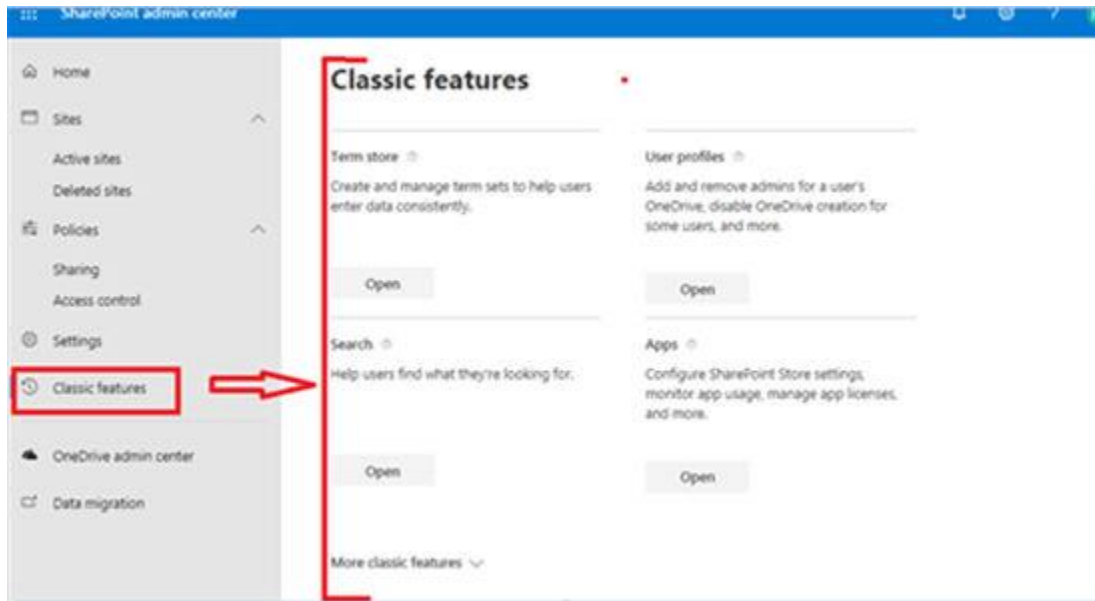 SharePoint admin center
?
Home
Sites
Active sites
Deleted sites
Policies
Sharing
Access control
Settings
Classic features
OneDrive admin center
Data migration
Classic features
Term store
Create and manage term sets to help users
enter data consistently.
Open
User profiles
Add and remove admins for a user's
OneDrive, disable OneDrive creation for
some users, and more.
Open
Search
Help users find what they're looking for.
Open
Apps
Configure SharePoint Store settings,
monitor app usage, manage app licenses,
and more.
Open
More classic features